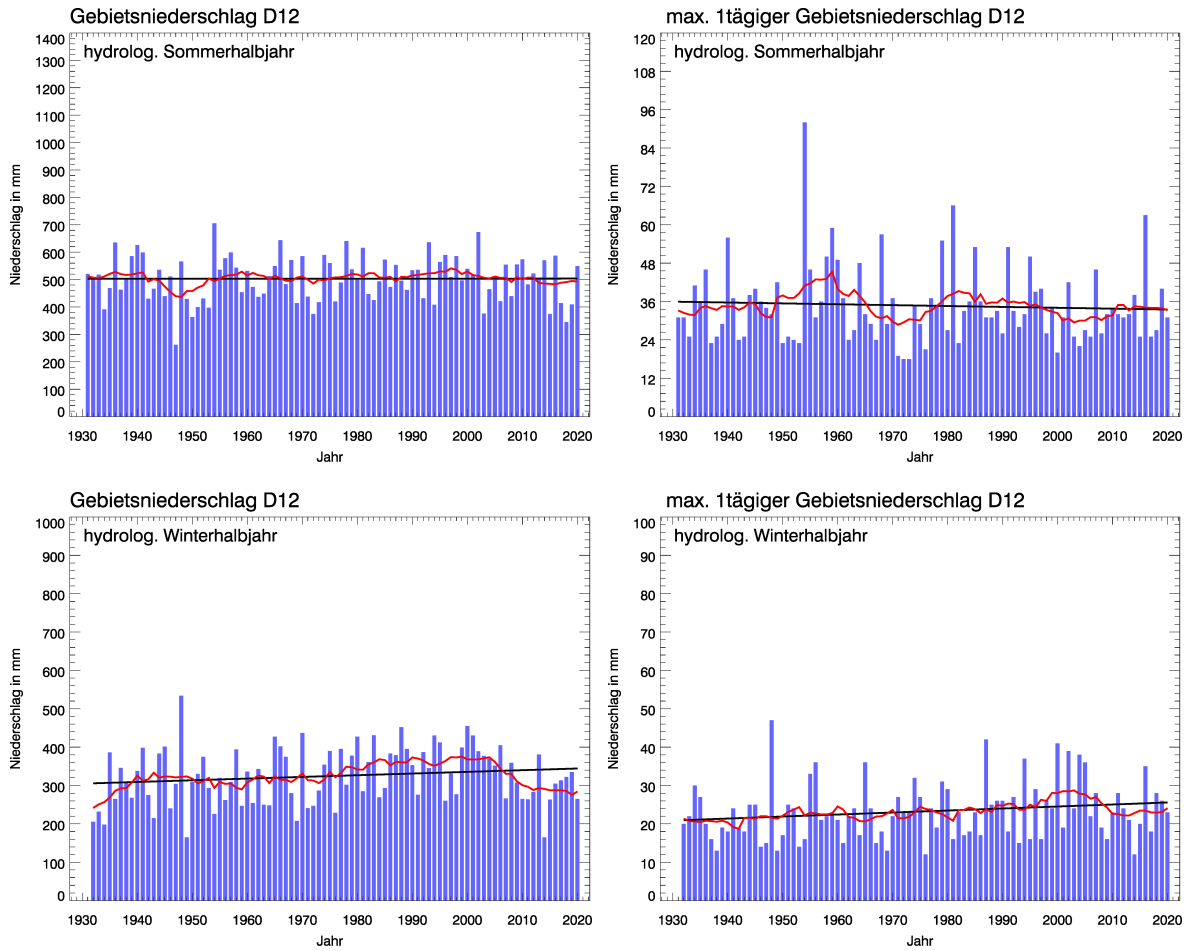 Gebietsniederschlag D12
hydrolog. Sommerhalbjahr
Niederschlag in mm
1400
1300
1200
1100
1000
900
800
700
600
500
400
300
200
100
0
1930 1940 1950 1960 1970 1980 1990 2000 2010 2020
Jahr
max. 1tägiger Gebietsniederschlag D12
hydrolog. Sommerhalbjahr
Niederschlag in mm
120
108
96
84
72
60
48
36
24
12
0
1930 1940 1950 1960 1970 1980 1990 2000 2010 2020
Jahr
Gebietsniederschlag D12
hydrolog. Winterhalbjahr
Niederschlag in mm
1000
900
800
700
600
500
400
300
200
100
0
1930 1940 1950 1960 1970 1980 1990 2000 2010 2020
Jahr
max. 1tägiger Gebietsniederschlag D12
hydrolog. Winterhalbjahr
Niederschlag in mm
100
90
80
70
60
50
40
30
20
10
0
1930 1940 1950 1960 1970 1980 1990 2000 2010 2020
Jahr